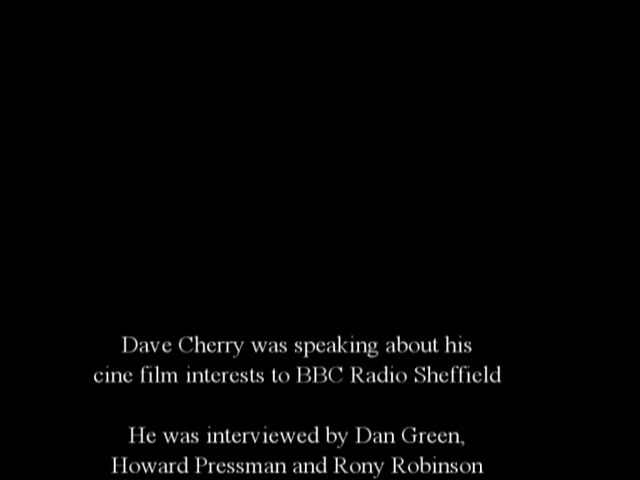 Dave Cherry was speaking about his
cine film interests to BBC Radio Sheffield
He was interviewed by Dan Green,
Howard Pressman and Rony Robinson